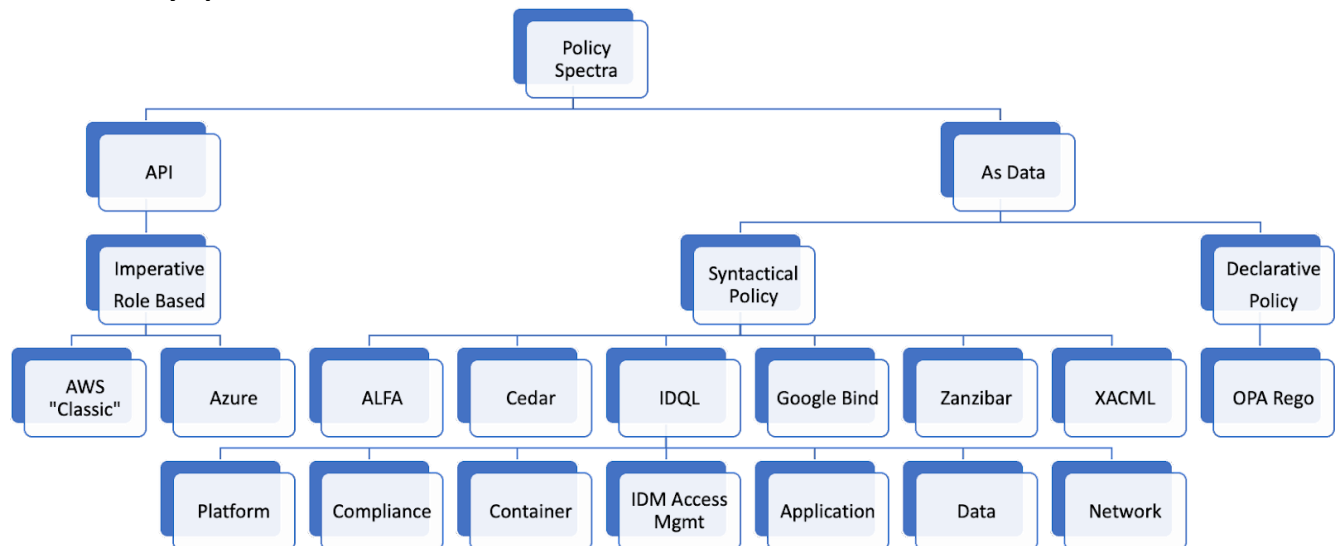 Policy
Spectra
API
As Data
Imperative
Role Based
Syntactical
Policy
Declarative
Policy
AWS
"Classic"
Azure
ALFA
Cedar
IDQL
Google Bind
Zanzibar
XACML
OPA Rego
Platform
Compliance
Container
IDM Access
Mgmt
Application
Data
Network